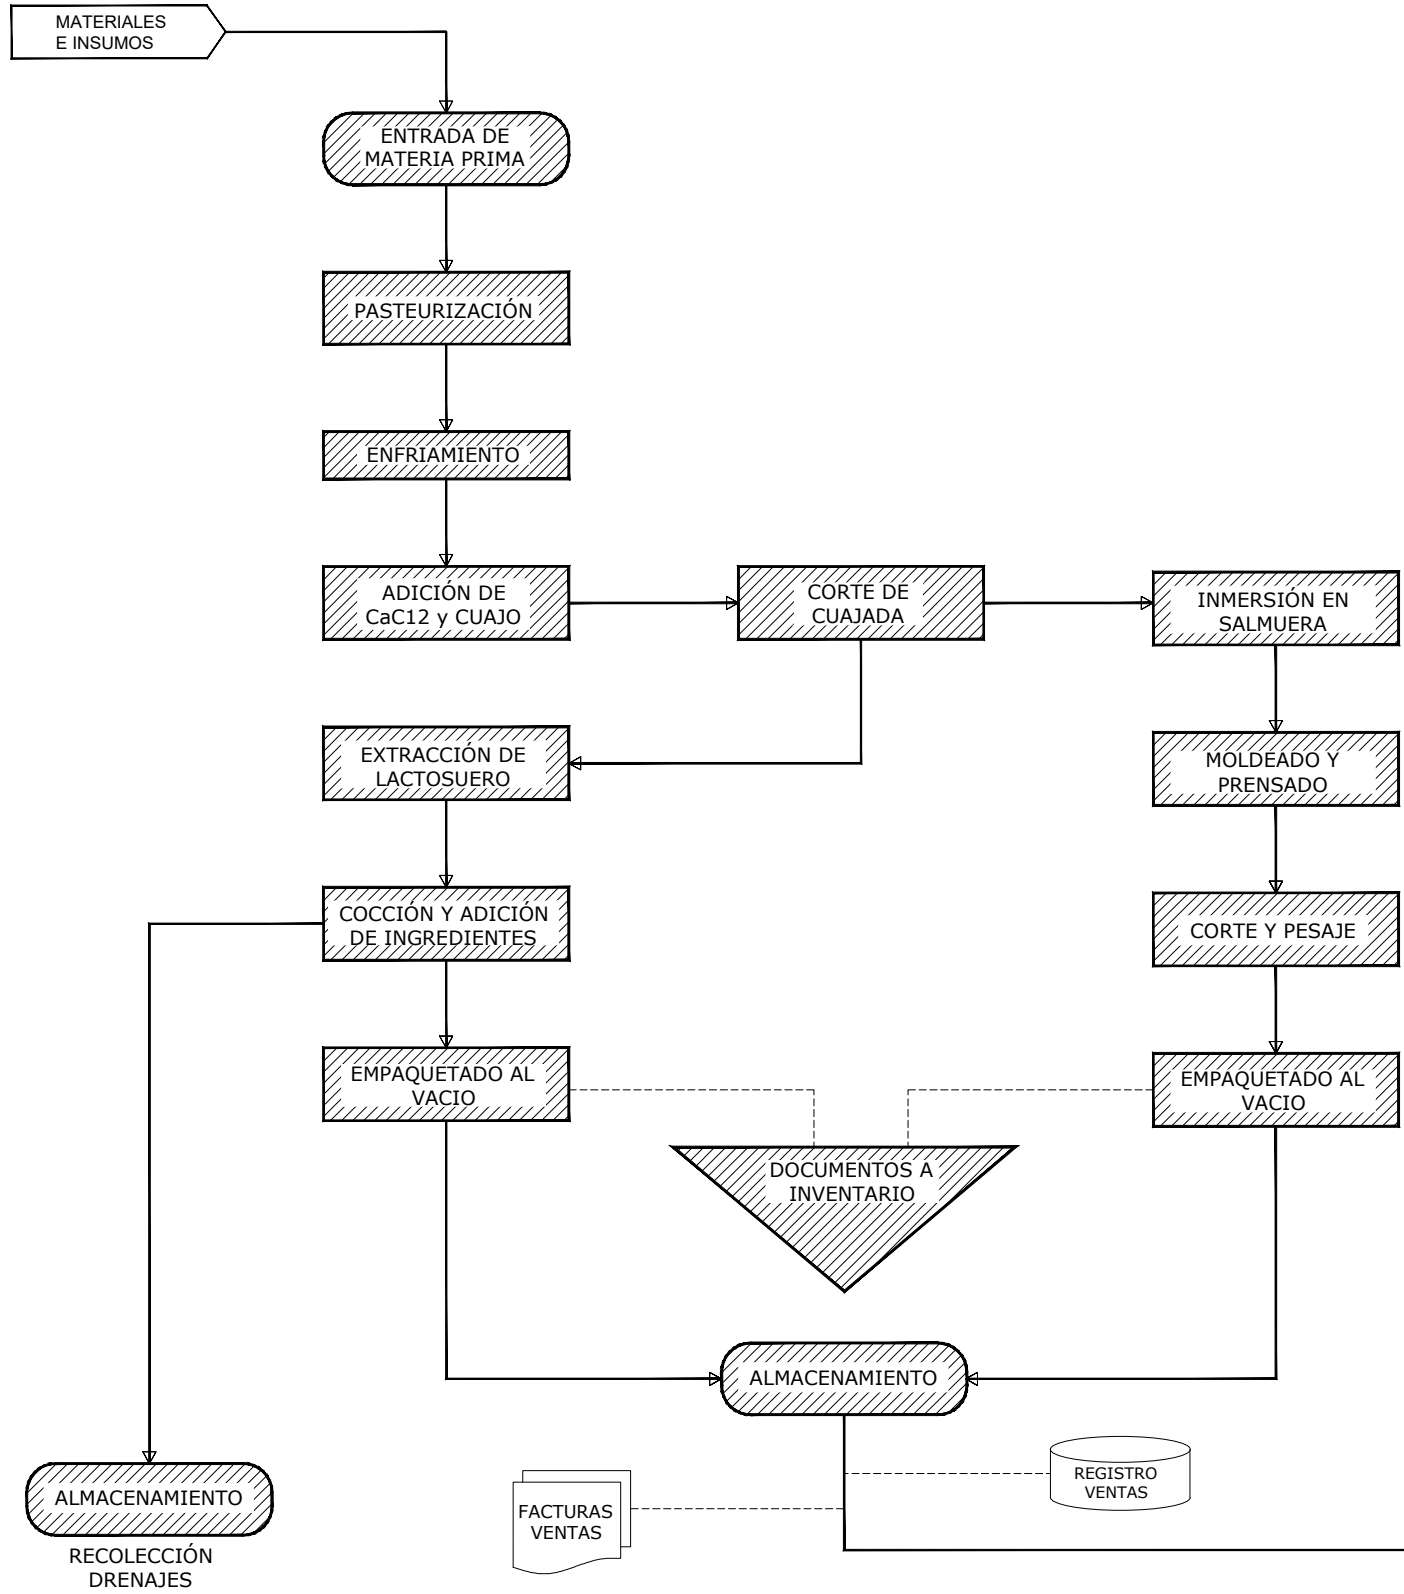 MATERIALES
E INSUMOS
ENTRADA DE
MATERIA PRIMA
PASTEURIZACIÓN
ENFRIAMIENTO
ADICIÓN DE
CaC12 y CUAJO
CORTE DE
CUAJADA
INMERSIÓN EN
SALMUERA
EXTRACCIÓN DE
LACTOSUERO
MOLDEADO Y
PRENSADO
COCCIÓN Y ADICIÓN
DE INGREDIENTES
CORTE Y PESAJE
EMPAQUETADO AL
VACIO
EMPAQUETADO AL
VACIO
DOCUMENTOS A
INVENTARIO
ALMACENAMIENTO
REGISTRO
VENTAS
ALMACENAMIENTO
FACTURAS
VENTAS
RECOLECCIÓN
DRENAJES